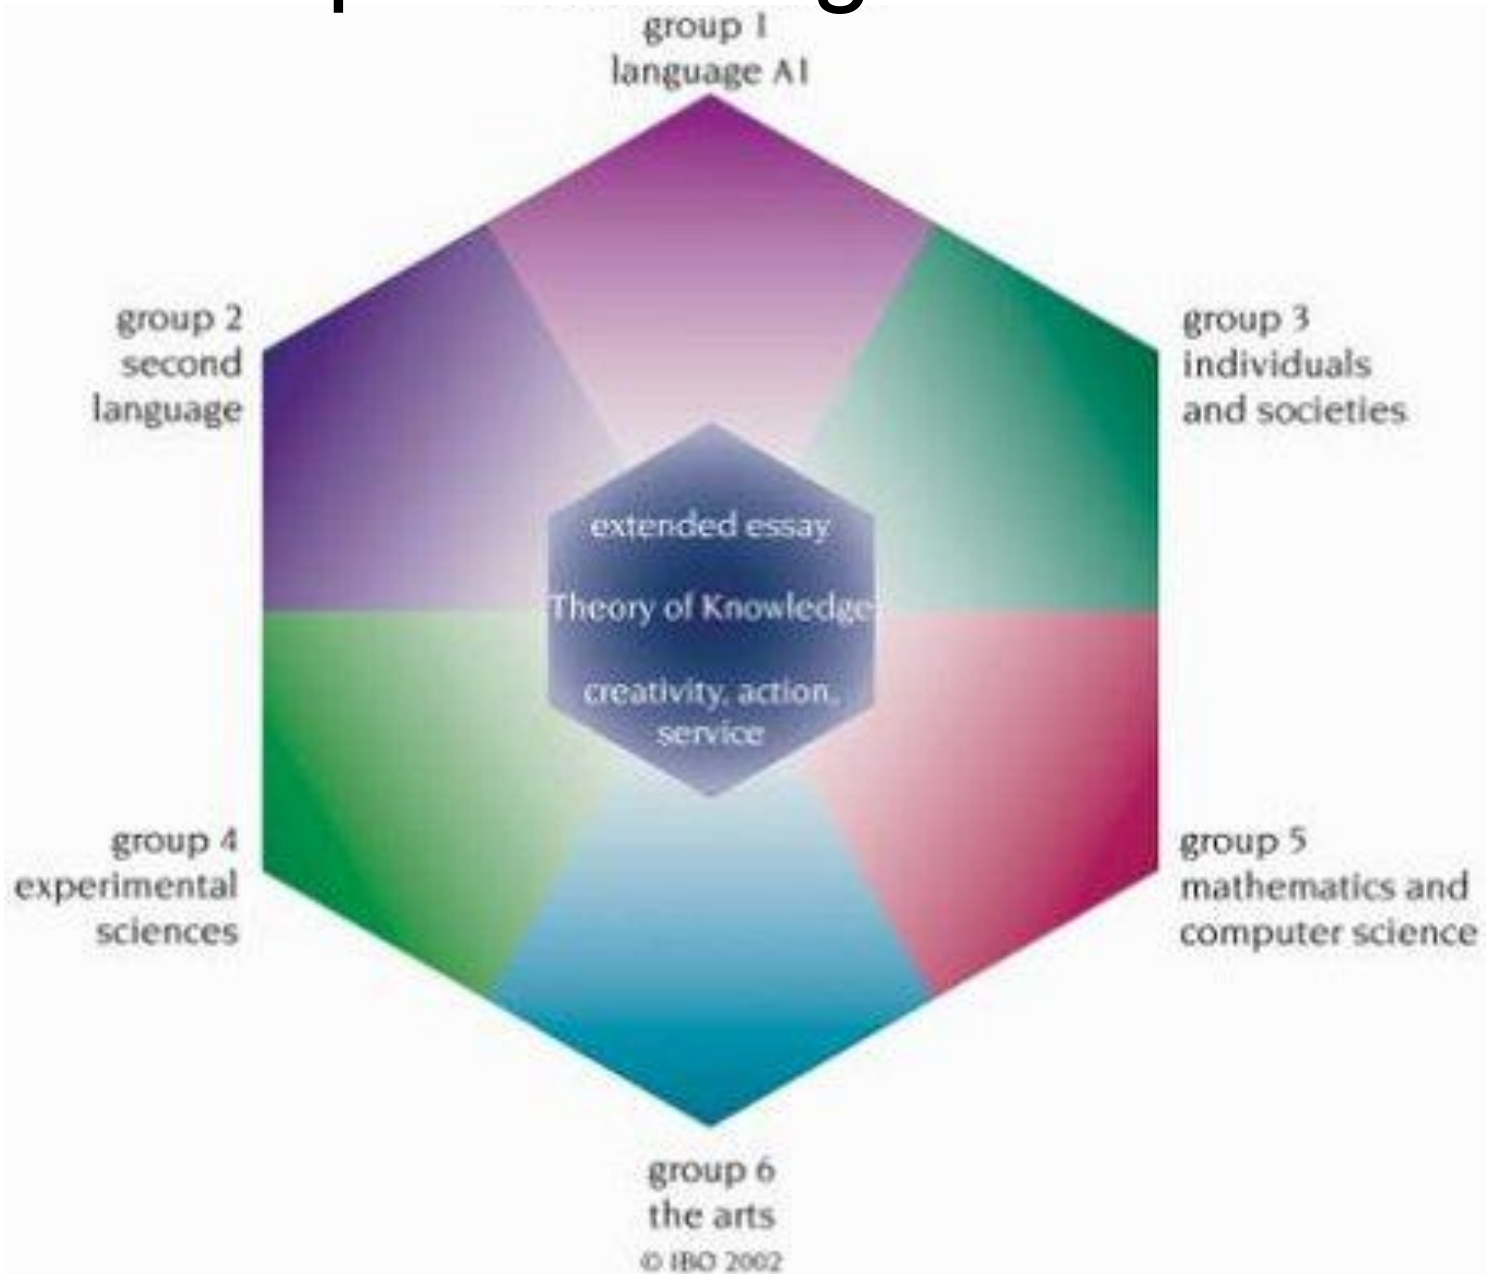 group 1
language A1
group 2
second
language
group 3
individuals
and societies
extended essay
Theory of Knowledge
creativity, action,
service
group 4
experimental
sciences
group 5
mathematics and
computer science
group 6
the arts
© IBO 2002